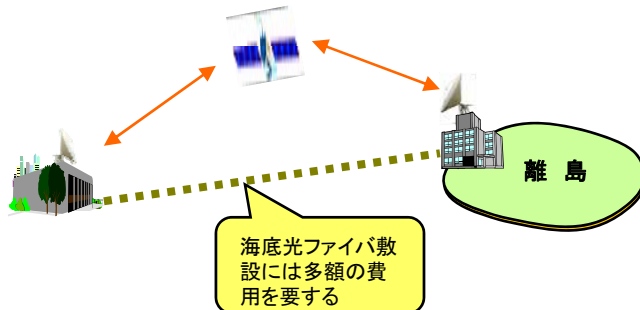 離 島
海底光ファイバ敷
設には多額の費
用を要する